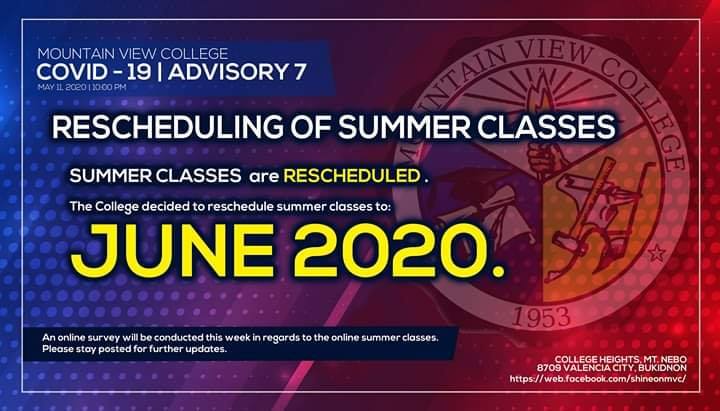 MOUNTAIN VIEW COLLEGE
COVID - 19 | ADVISORY 7
MAY 11, 2020 | 10:00 PM
MOUNTAIN VIEW COLLEGE
RESCHEDULING OF SUMMER CLASSES
SUMMER CLASSES are RESCHEDULED .
The College decided to reschedule summer classes to:
JUNE 2020.
1953
An online survey will be conducted this week in regards to the online summer classes.
Please stay posted for further updates.
COLLEGE HEIGHTS, MT. NEBO
8709 VALENCIA CITY, BUKIDNON
https://web.facebook.com/shineonmvc/